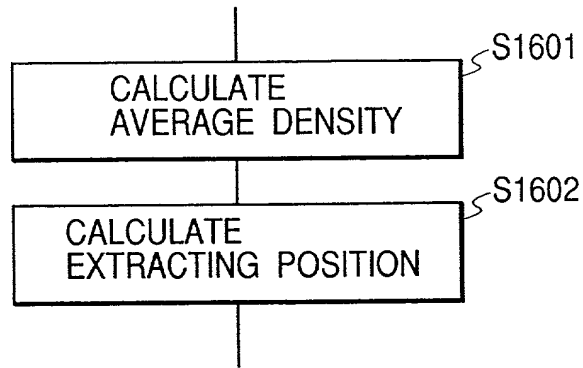 S1601
CALCULATE
AVERAGE DENSITY
S1602
CALCULATE
EXTRACTING POSITION